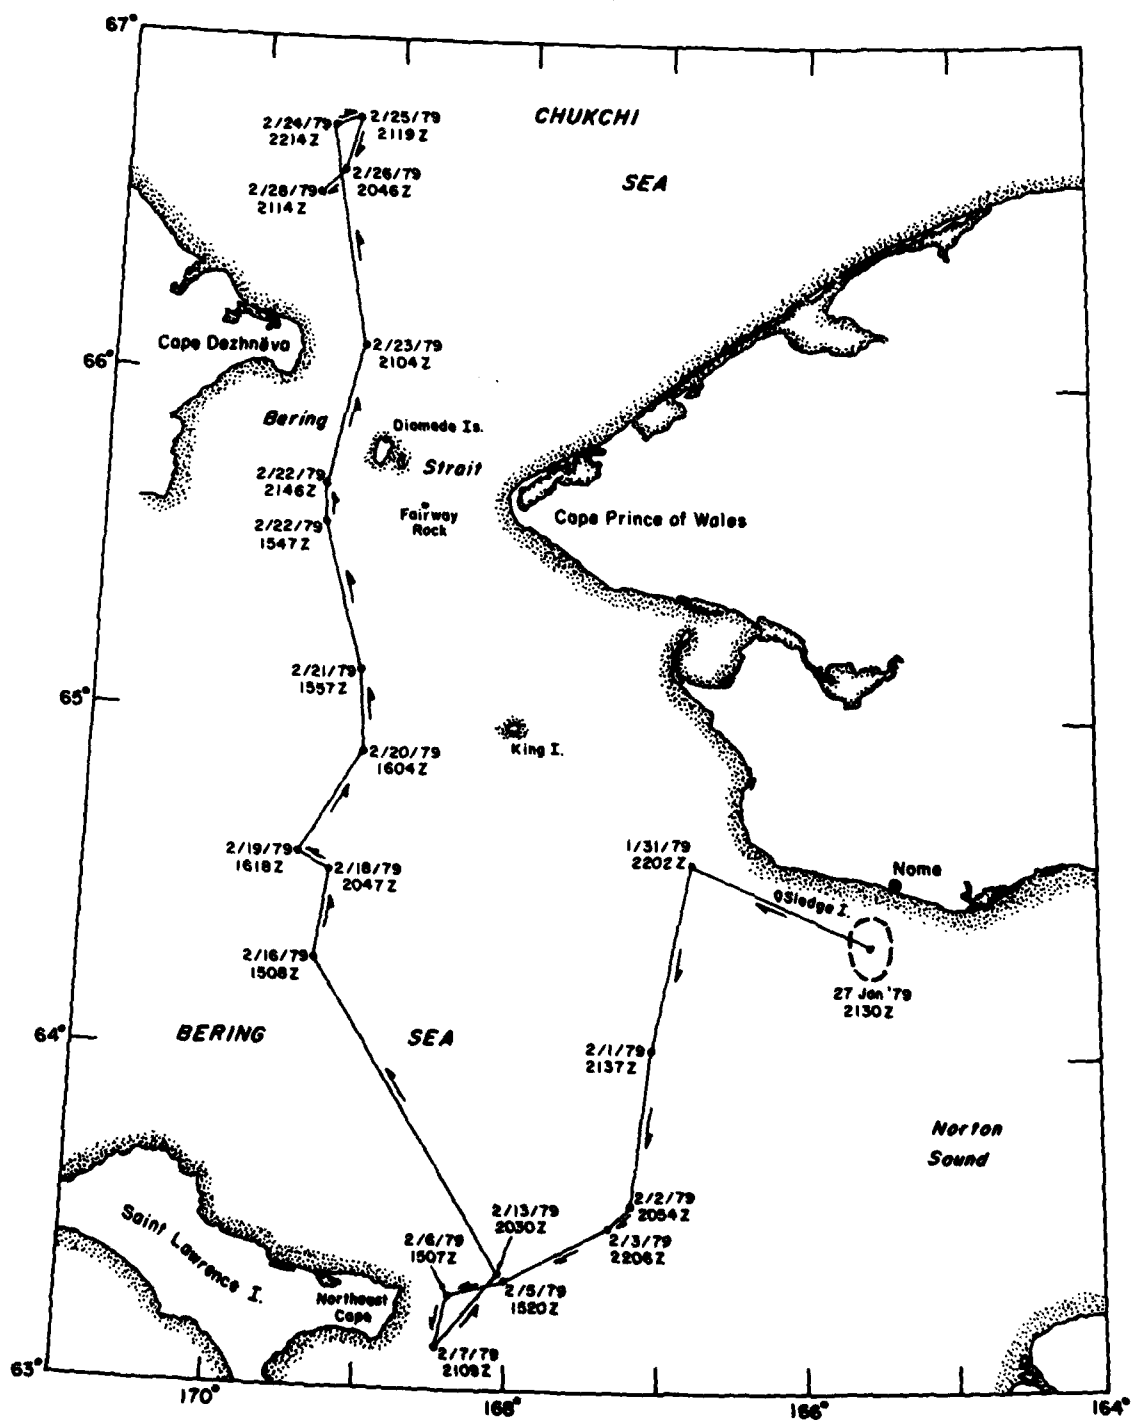 67°
CHUKCHI
SEA
2/24/79
2214Z
2/25/79
2119Z
2/26/79
2046Z
2/28/79
2114Z
Cape Dezhnëva
66°
2/23/79
2104Z
Bering
Diomede Is.
Strait
2/22/79
2146Z
Fairway
Rock
2/22/79
1547Z
Cape Prince of Wales
2/21/79
1557Z
65°
King I.
2/20/79
1604Z
2/19/79
1618Z
2/18/79
2047Z
1/31/79
2202Z
Nome
Sledge I.
2/16/79
1508Z
27 Jan '79
2130Z
64°
BERING
SEA
2/1/79
2137Z
Norton
Sound
2/2/79
2054Z
2/13/79
2030Z
2/3/79
2206Z
2/6/79
1507Z
Saint Lawrence I.
2/5/79
1520Z
Northeast
Cape
2/7/79
2109Z
63°
170°
168°
166°
164°